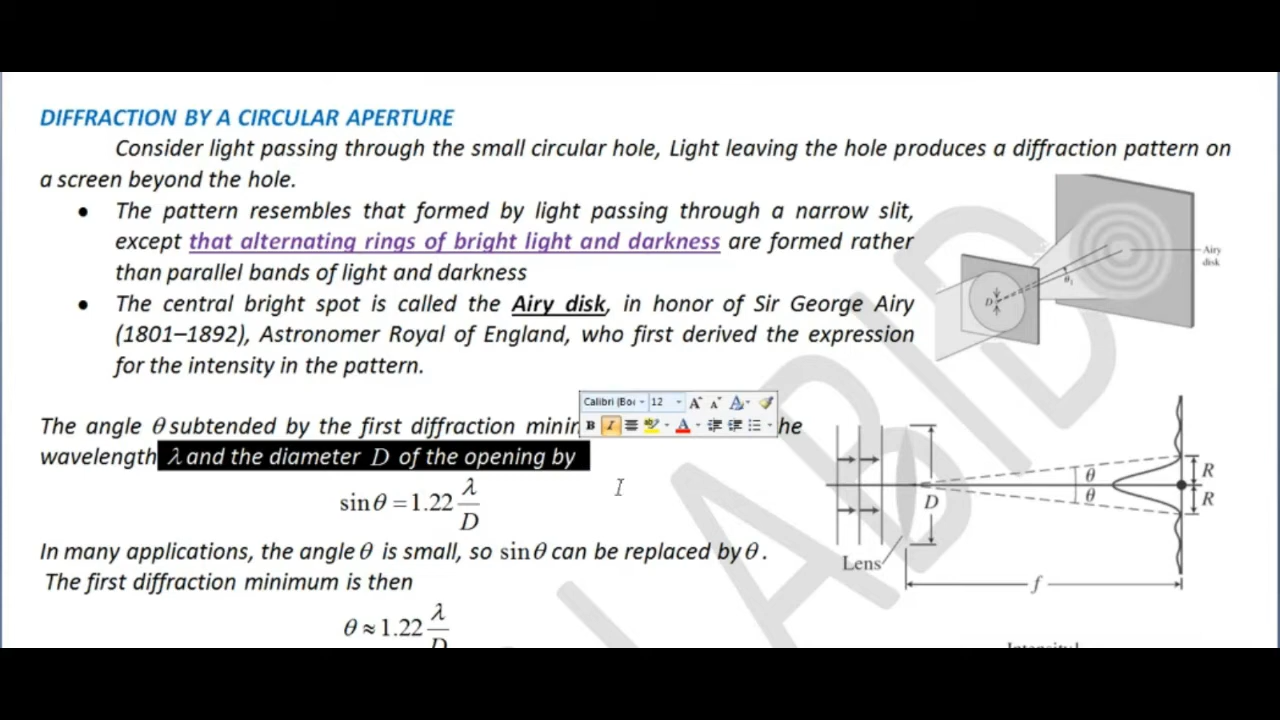 DIFFRACTION BY A CIRCULAR APERTURE
Consider light passing through the small circular hole, Light leaving the hole produces a diffraction pattern on
a screen beyond the hole.
• The pattern resembles that formed by light passing through a narrow slit,
except that alternating rings of bright light and darkness are formed rather
than parallel bands of light and darkness
• The central bright spot is called the Airy disk, in honor of Sir George Airy
(1801–1892), Astronomer Royal of England, who first derived the expression
for the intensity in the pattern.
Airy
disk
D
θ₁
Calibri (Bo
12
The angle θ subtended by the first diffraction minin
he
wavelength λ and the diameter D of the opening by
sin θ = 1.22 λ/D
In many applications, the angle θ is small, so sin θ can be replaced by θ.
The first diffraction minimum is then
θ ≈ 1.22 λ/D
D
θ
θ
R
R
Lens
f
LABID